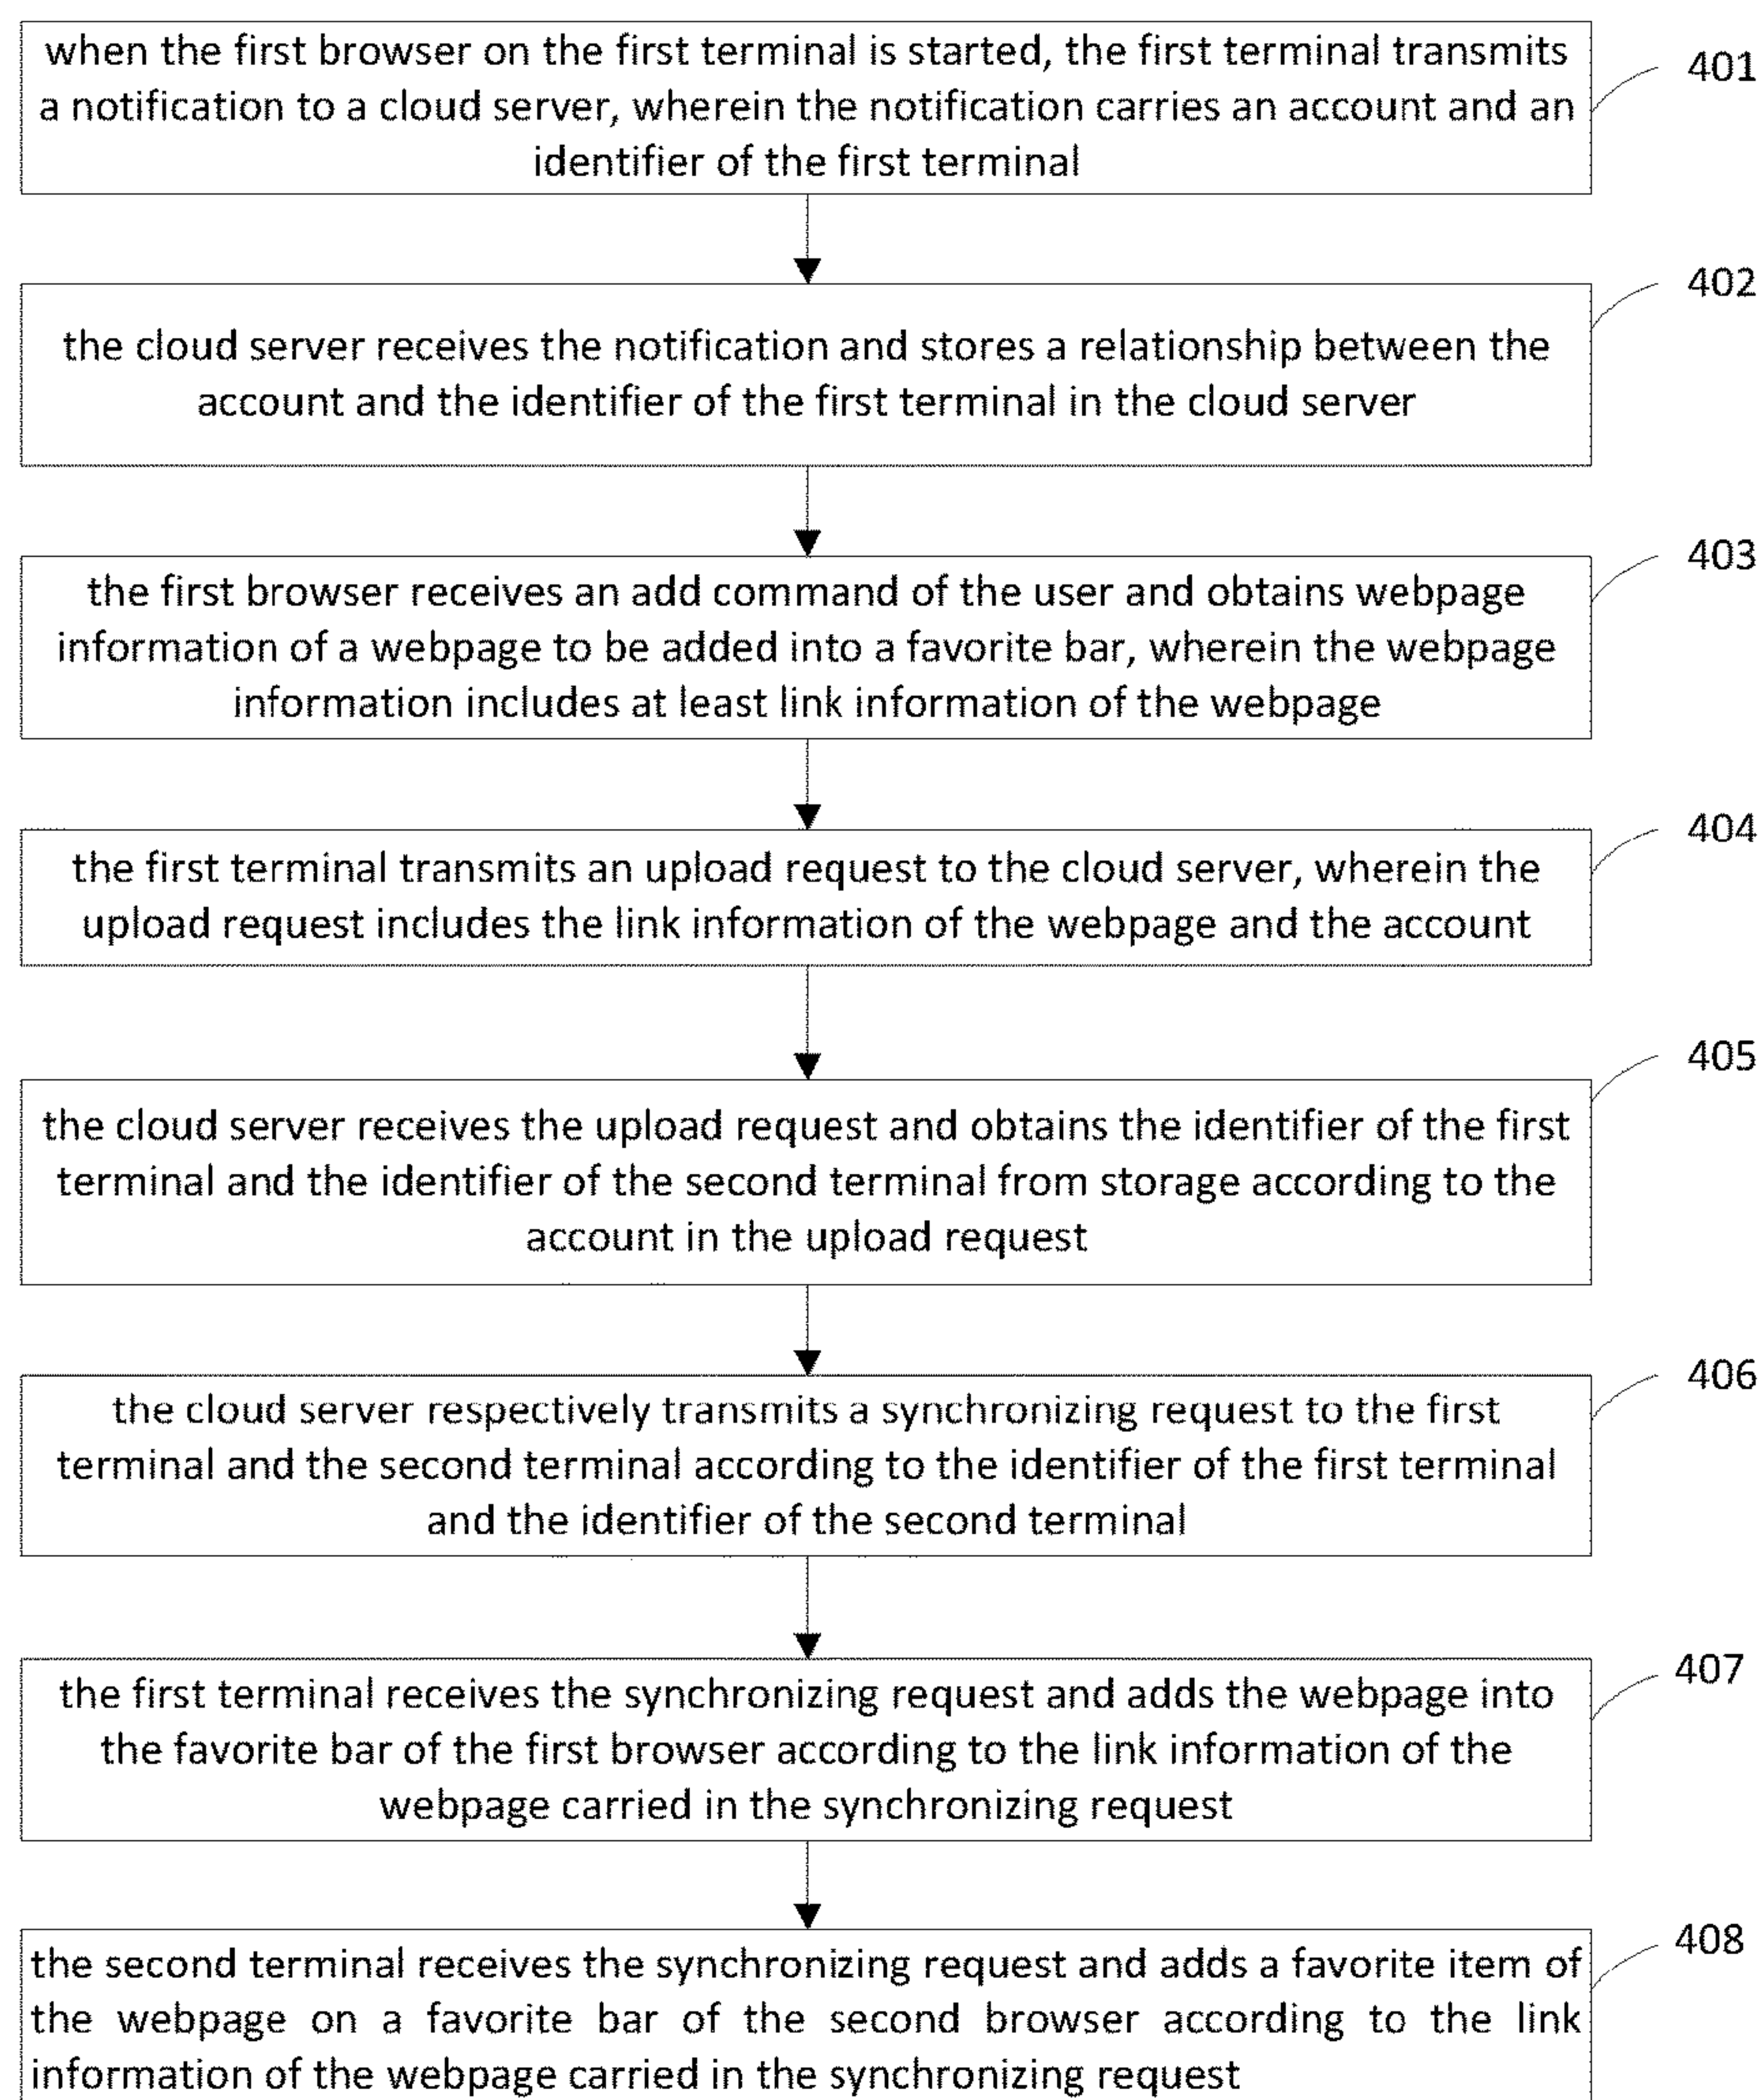 when the first browser on the first terminal is started, the first terminal transmits
a notification to a cloud server, wherein the notification carries an account and an
identifier of the first terminal
401
the cloud server receives the notification and stores a relationship between the
account and the identifier of the first terminal in the cloud server
402
the first browser receives an add command of the user and obtains webpage
information of a webpage to be added into a favorite bar, wherein the webpage
information includes at least link information of the webpage
403
the first terminal transmits an upload request to the cloud server, wherein the
upload request includes the link information of the webpage and the account
404
the cloud server receives the upload request and obtains the identifier of the first
terminal and the identifier of the second terminal from storage according to the
account in the upload request
405
the cloud server respectively transmits a synchronizing request to the first
terminal and the second terminal according to the identifier of the first terminal
and the identifier of the second terminal
406
the first terminal receives the synchronizing request and adds the webpage into
the favorite bar of the first browser according to the link information of the
webpage carried in the synchronizing request
407
the second terminal receives the synchronizing request and adds a favorite item of
the webpage on a favorite bar of the second browser according to the link
information of the webpage carried in the synchronizing request
408